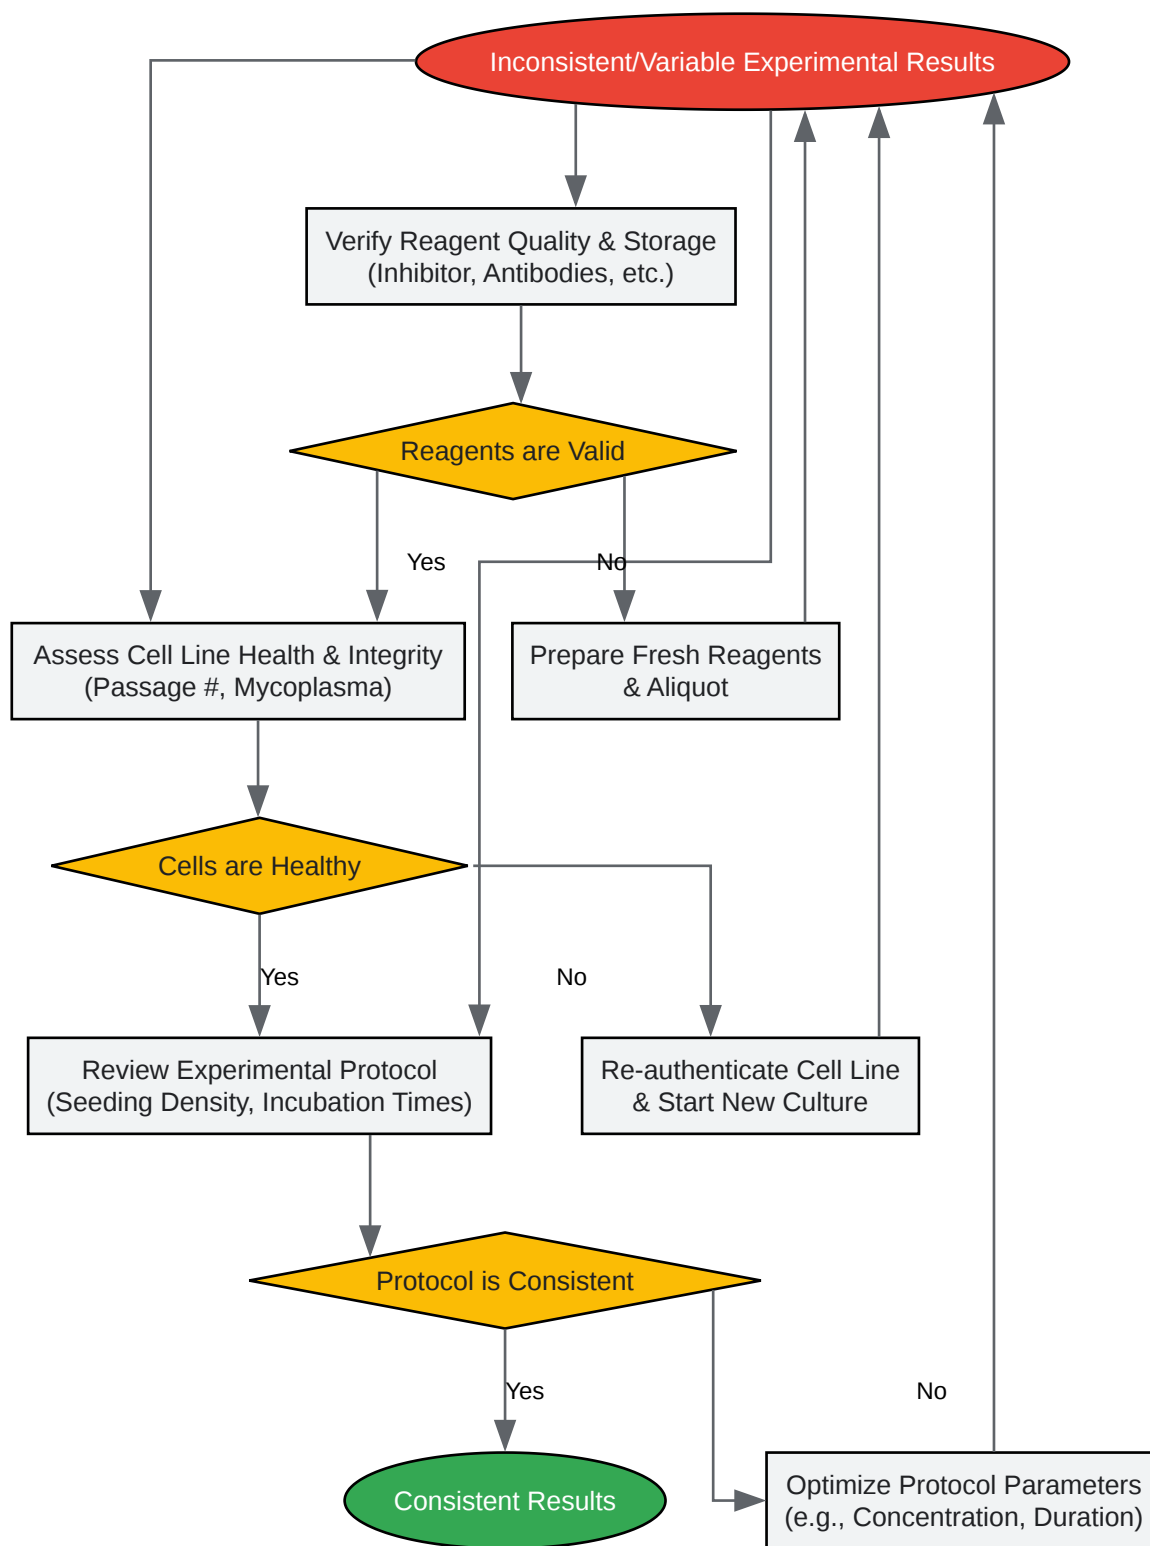 Inconsistent/Variable Experimental Results
Verify Reagent Quality & Storage
(Inhibitor, Antibodies, etc.)
Reagents are Valid
Yes
No
Assess Cell Line Health & Integrity
(Passage #, Mycoplasma)
Prepare Fresh Reagents
& Aliquot
Cells are Healthy
Yes
No
Review Experimental Protocol
(Seeding Density, Incubation Times)
Re-authenticate Cell Line
& Start New Culture
Protocol is Consistent
Yes
No
Consistent Results
Optimize Protocol Parameters
(e.g., Concentration, Duration)